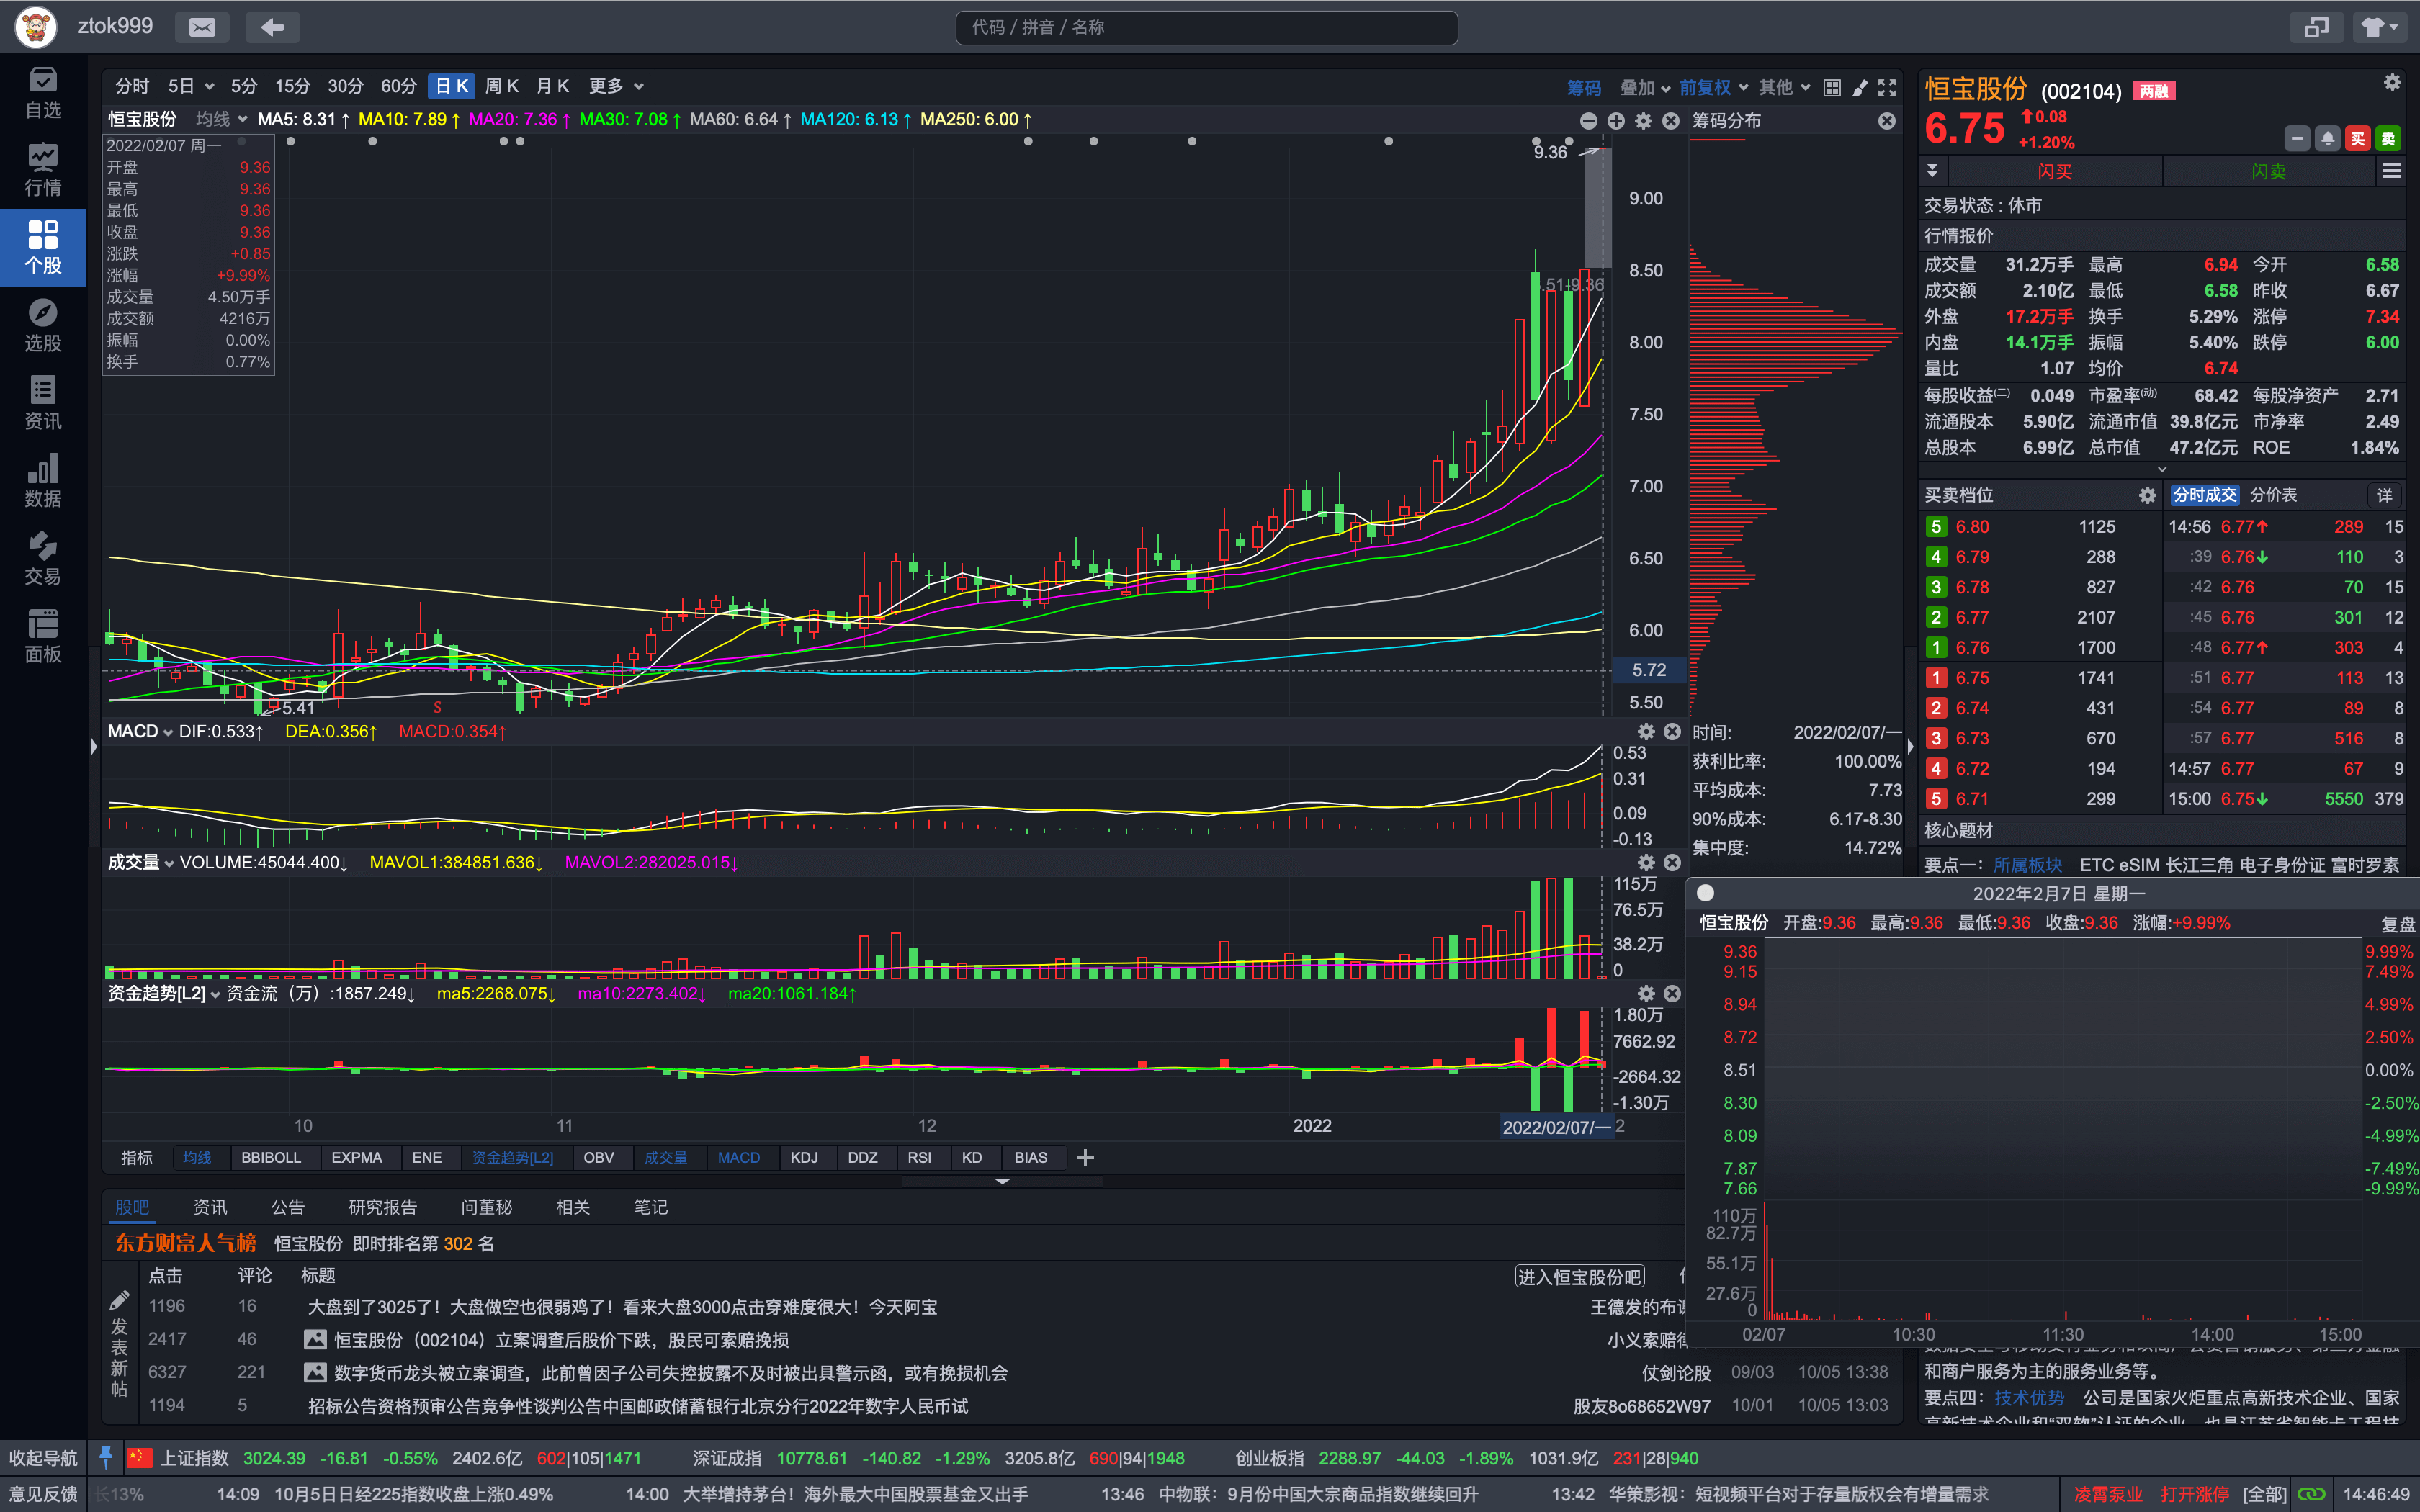 ztok999
代码 / 拼音 / 名称
自选
行情
个股
选股
资讯
数据
交易
面板
分时 5日 5分 15分 30分 60分 日K 周K 月K 更多
筹码 叠加 前复权 其他
恒宝股份 均线 MA5: 8.31↑ MA10: 7.89↑ MA20: 7.36↑ MA30: 7.08↑ MA60: 6.64↑ MA120: 6.13↑ MA250: 6.00↑
筹码分布
2022/02/07 周一
开盘 9.36
最高 9.36
最低 9.36
收盘 9.36
涨跌 +0.85
涨幅 +9.99%
成交量 4.50万手
成交额 4216万
振幅 0.00%
换手 0.77%
9.36
9.00
8.50
8.00
7.50
7.00
6.50
6.00
5.72
5.50
5.41
S
MACD DIF:0.533↑ DEA:0.356↑ MACD:0.354↑
0.53
0.31
0.09
-0.13
成交量 VOLUME:45044.400↓ MAVOL1:384851.636↓ MAVOL2:282025.015↓
115万
76.5万
38.2万
0
资金趋势[L2] 资金流（万）:1857.249↓ ma5:2268.075↓ ma10:2273.402↓ ma20:1061.184↑
1.80万
7662.92
-2664.32
-1.30万
10 11 12 2022 2022/02/07/一 2
时间: 2022/02/07/一
获利比率: 100.00%
平均成本: 7.73
90%成本: 6.17-8.30
集中度: 14.72%
指标 均线 BBIBOLL EXPMA ENE 资金趋势[L2] OBV 成交量 MACD KDJ DDZ RSI KD BIAS
股吧 资讯 公告 研究报告 问董秘 相关 笔记
东方财富人气榜 恒宝股份 即时排名第 302 名
点击 评论 标题 进入恒宝股份吧
发表新帖
1196 16 大盘到了3025了！大盘做空也很弱鸡了！看来大盘3000点击穿难度很大！今天阿宝 王德发的布
2417 46 恒宝股份（002104）立案调查后股价下跌，股民可索赔挽损 小义索赔
6327 221 数字货币龙头被立案调查，此前曾因子公司失控披露不及时被出具警示函，或有挽损机会 仗剑论股 09/03 10/05 13:38
1194 5 招标公告资格预审公告竞争性谈判公告中国邮政储蓄银行北京分行2022年数字人民币试 股友8o68652W97 10/01 10/05 13:03
恒宝股份 (002104) 两融
6.75 0.08
+1.20%
买 卖
闪买 闪卖
交易状态 : 休市
行情报价
成交量 31.2万手 最高 6.94 今开 6.58
成交额 2.10亿 最低 6.58 昨收 6.67
外盘 17.2万手 换手 5.29% 涨停 7.34
内盘 14.1万手 振幅 5.40% 跌停 6.00
量比 1.07 均价 6.74
每股收益(二) 0.049 市盈率(动) 68.42 每股净资产 2.71
流通股本 5.90亿 流通市值 39.8亿元 市净率 2.49
总股本 6.99亿 总市值 47.2亿元 ROE 1.84%
买卖档位 分时成交 分价表 详
5 6.80 1125 14:56 6.77↑ 289 15
4 6.79 288 :39 6.76↓ 110 3
3 6.78 827 :42 6.76 70 15
2 6.77 2107 :45 6.76 301 12
1 6.76 1700 :48 6.77↑ 303 4
1 6.75 1741 :51 6.77 113 13
2 6.74 431 :54 6.77 89 8
3 6.73 670 :57 6.77 516 8
4 6.72 194 14:57 6.77 67 9
5 6.71 299 15:00 6.75↓ 5550 379
核心题材
要点一： 所属板块 ETC eSIM 长江三角 电子身份证 富时罗素
2022年2月7日 星期一
恒宝股份 开盘:9.36 最高:9.36 最低:9.36 收盘:9.36 涨幅:+9.99% 复盘
9.36 9.99%
9.15 7.49%
8.94 4.99%
8.72 2.50%
8.51 0.00%
8.30 -2.50%
8.09 -4.99%
7.87 -7.49%
7.66 -9.99%
110万
82.7万
55.1万
27.6万
0
02/07 10:30 11:30 14:00 15:00
和商户服务为主的服务业务等。
要点四： 技术优势 公司是国家火炬重点高新技术企业、国家
高新技术企业和“双软”认证的企业，也是江苏省智能卡工程技
收起导航 上证指数 3024.39 -16.81 -0.55% 2402.6亿 602|105|1471 深证成指 10778.61 -140.82 -1.29% 3205.8亿 690|94|1948 创业板指 2288.97 -44.03 -1.89% 1031.9亿 231|28|940
意见反馈 长13% 14:09 10月5日日经225指数收盘上涨0.49% 14:00 大举增持茅台！海外最大中国股票基金又出手 13:46 中物联：9月份中国大宗商品指数继续回升 13:42 华策影视：短视频平台对于存量版权会有增量需求 凌霄泵业 打开涨停 [全部] 14:46:49